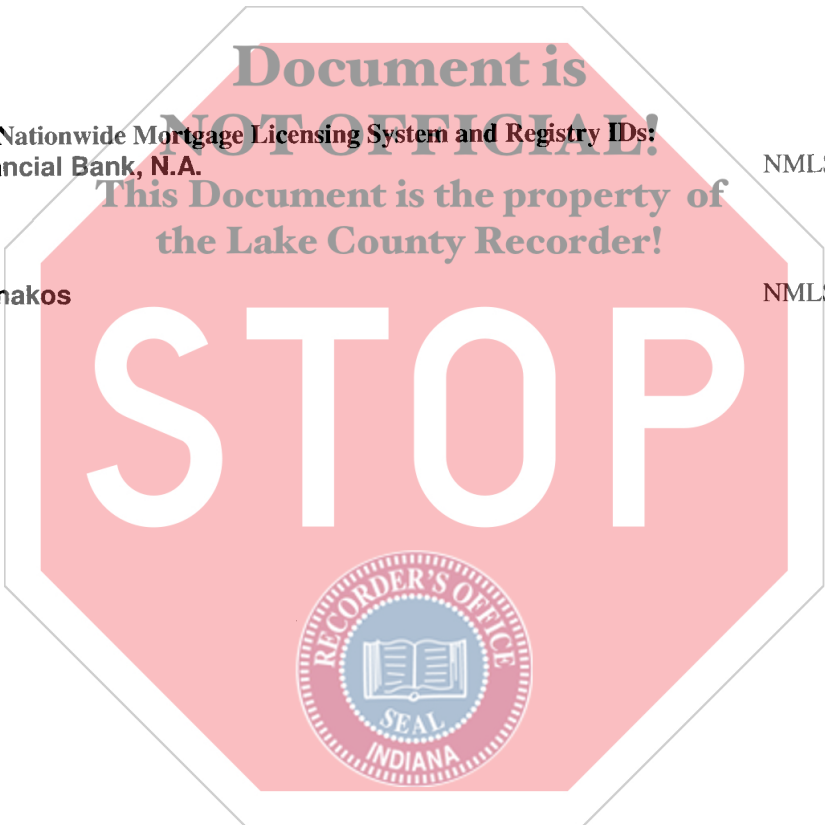 Document is
NOT OFFICIAL!
Nationwide Mortgage Licensing System and Registry IDs:
ncial Bank, N.A.
NMLS
This Document is the property of
the Lake County Recorder!
nakos
NMLS
STOP
RECORDER'S OFFICE
SEAL
INDIANA